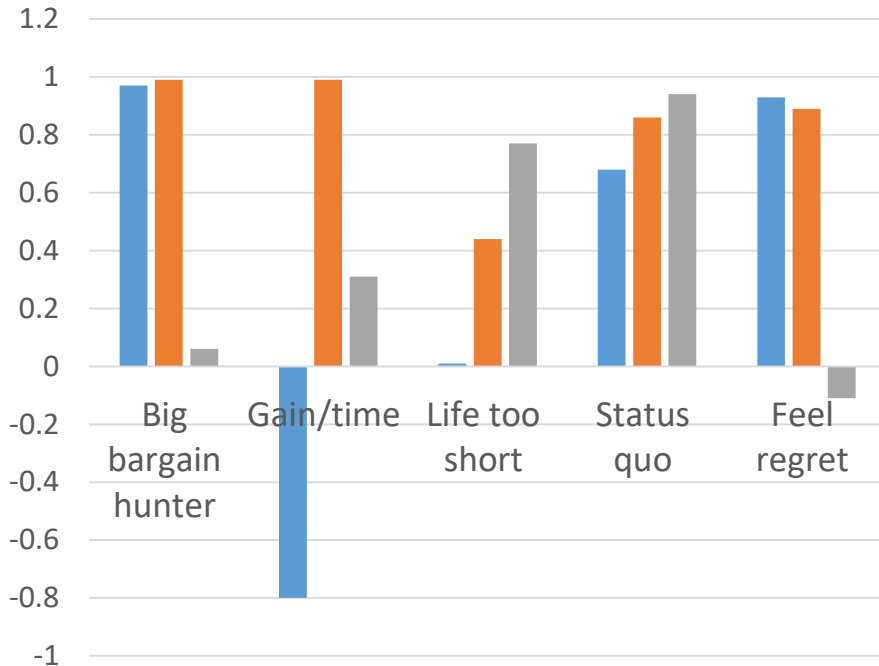 1.2
1
0.8
0.6
0.4
0.2
0
-0.2
-0.4
-0.6
-0.8
-1
Big
bargain
hunter
Gain/time
Life too
short
Status
quo
Feel
regret